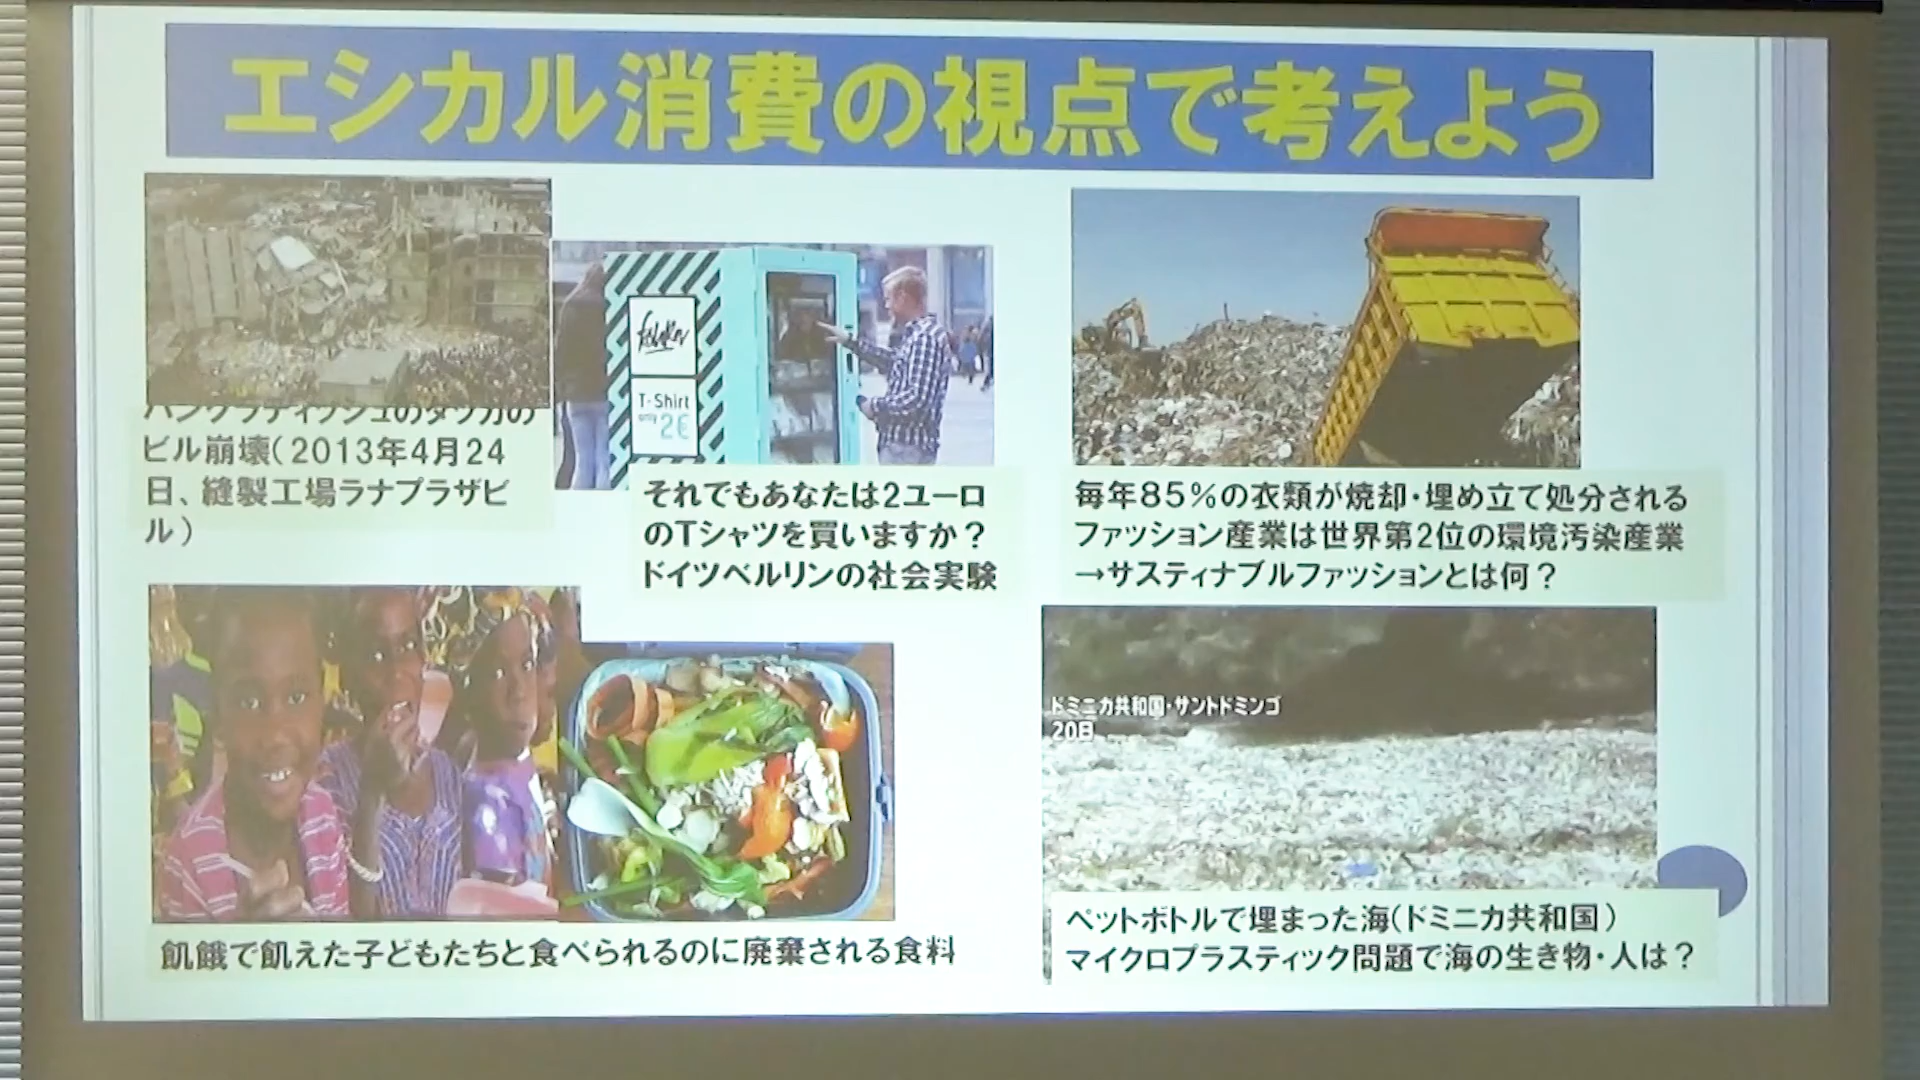 エシカル消費の視点で考えよう
バングラディッシュのダッカの
ビル崩壊(2013年4月24
日、縫製工場ラナプラザビ
ル)
T-Shirt
only
2€
それでもあなたは2ユーロ
のTシャツを買いますか?
ドイツベルリンの社会実験
毎年85%の衣類が焼却・埋め立て処分される
ファッション産業は世界第2位の環境汚染産業
→サスティナブルファッションとは何?
飢餓で飢えた子どもたちと食べられるのに廃棄される食料
ドミニカ共和国・サントドミンゴ
20日
ペットボトルで埋まった海(ドミニカ共和国)
マイクロプラスティック問題で海の生き物・人は?